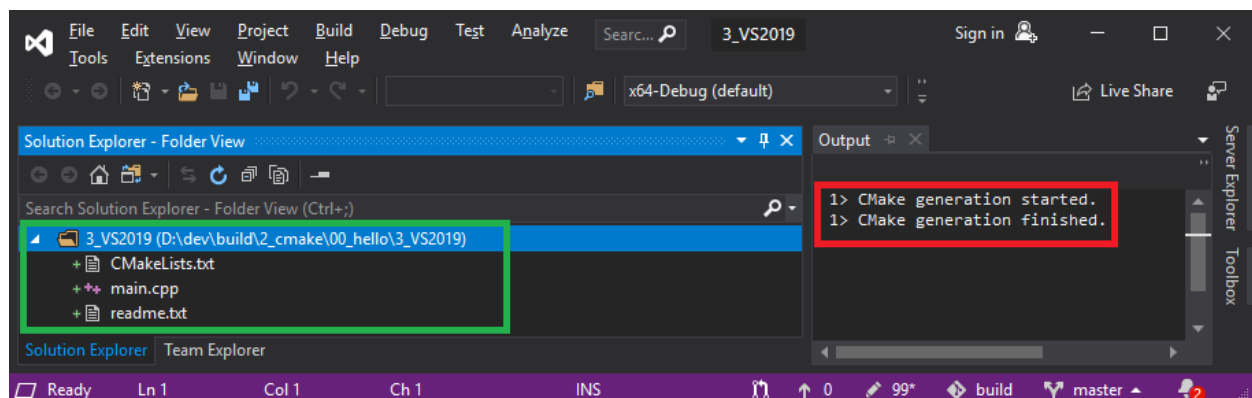 File Edit View Project Build Debug Test Analyze Searc... 3_VS2019 Sign in
Tools Extensions Window Help
x64-Debug (default) Live Share
Solution Explorer - Folder View
Output
Search Solution Explorer - Folder View (Ctrl+;)
3_VS2019 (D:\dev\build\2_cmake\00_hello\3_VS2019)
CMakeLists.txt
main.cpp
readme.txt
Solution Explorer Team Explorer
1> CMake generation started.
1> CMake generation finished.
Server Explorer
Toolbox
Ready Ln 1 Col 1 Ch 1 INS 0 99* build master 2